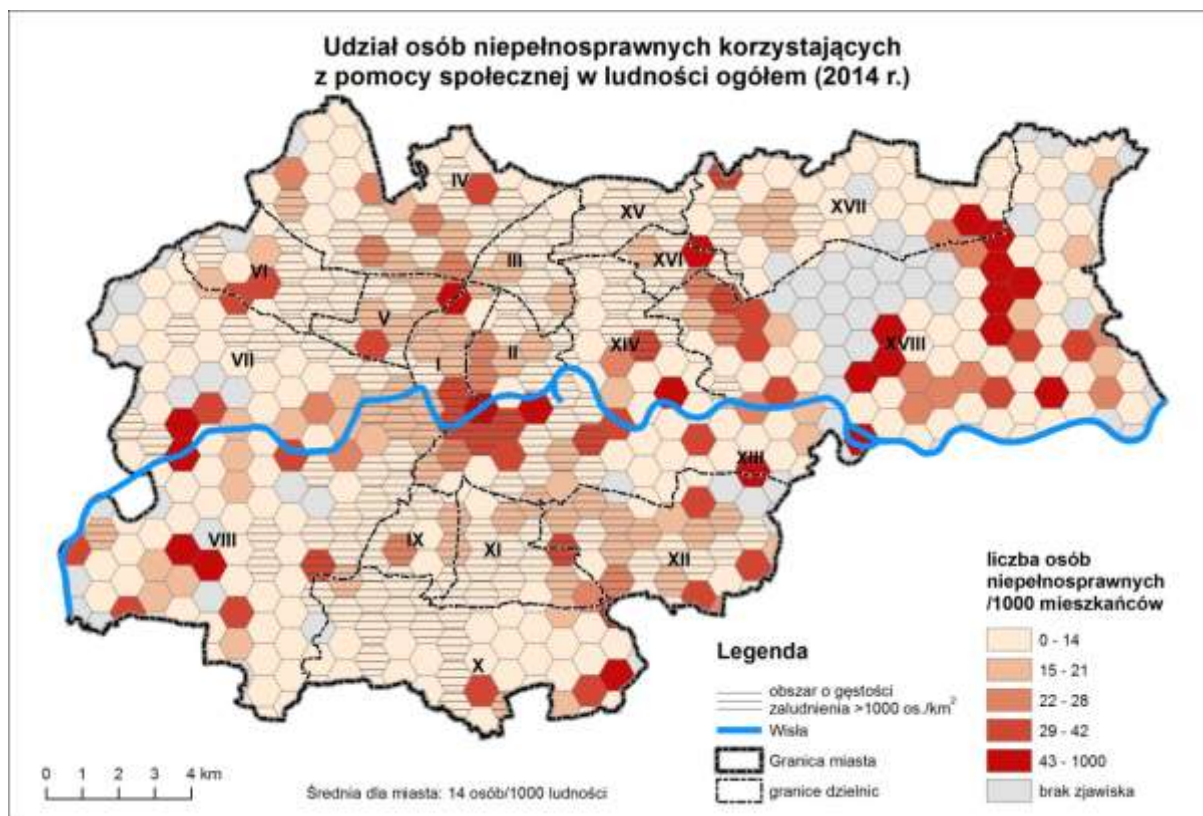 Udział osób niepełnosprawnych korzystających
z pomocy społecznej w ludności ogółem (2014 r.)
IV
XV
XVII
III
XVI
VI
V
XIV
XVIII
VII
I
II
XIII
VIII
IX
XI
XII
X
liczba osób
niepełnosprawnych
/1000 mieszkańców
0 - 14
15 - 21
22 - 28
29 - 42
43 - 1000
brak zjawiska
Legenda
obszar o gęstości
zaludnienia >1000 os./km²
Wisła
Granica miasta
granice dzielnic
0 1 2 3 4 km
Średnia dla miasta: 14 osób/1000 ludności